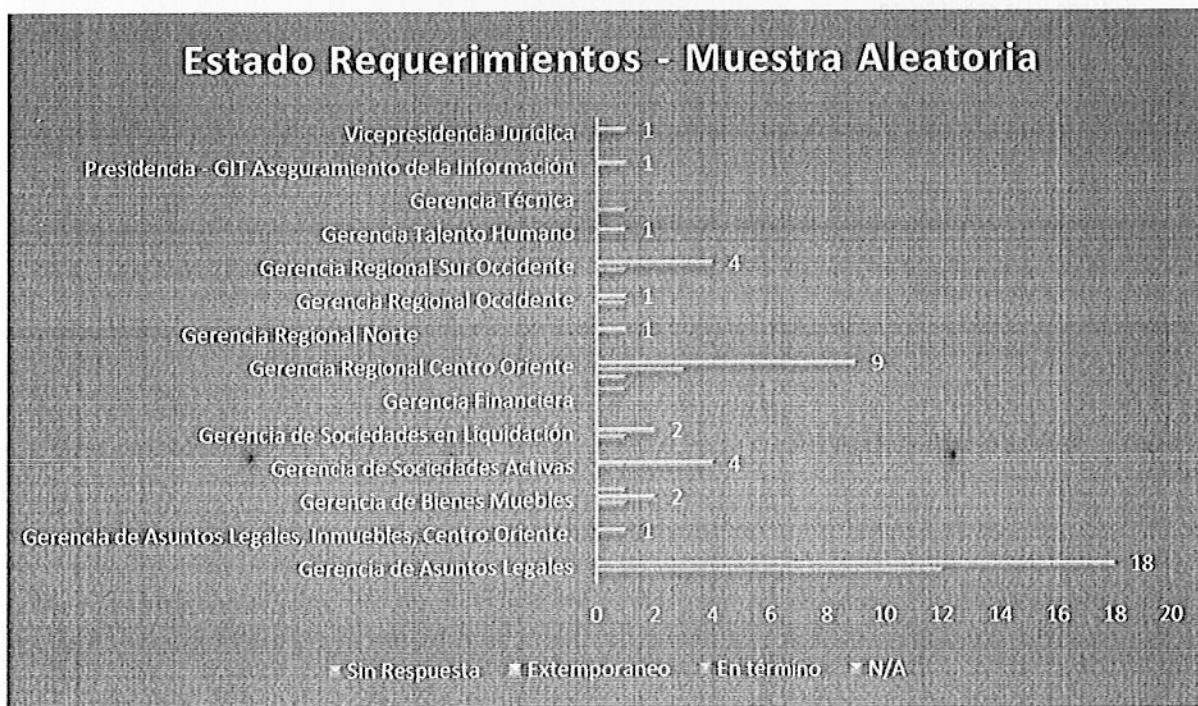 Estado Requerimientos - Muestra Aleatoria
Vicepresidencia Jurídica 1
Presidencia - GIT Aseguramiento de la Información 1
Gerencia Técnica
Gerencia Talento Humano 1
Gerencia Regional Sur Occidente 4
Gerencia Regional Occidente 1
Gerencia Regional Norte 1
Gerencia Regional Centro Oriente 9
Gerencia Financiera
Gerencia de Sociedades en Liquidación 2
Gerencia de Sociedades Activas 4
Gerencia de Bienes Muebles 2
Gerencia de Asuntos Legales, Inmuebles, Centro Oriente. 1
Gerencia de Asuntos Legales 18
0 2 4 6 8 10 12 14 16 18 20
Sin Respuesta Extemporaneo En término N/A